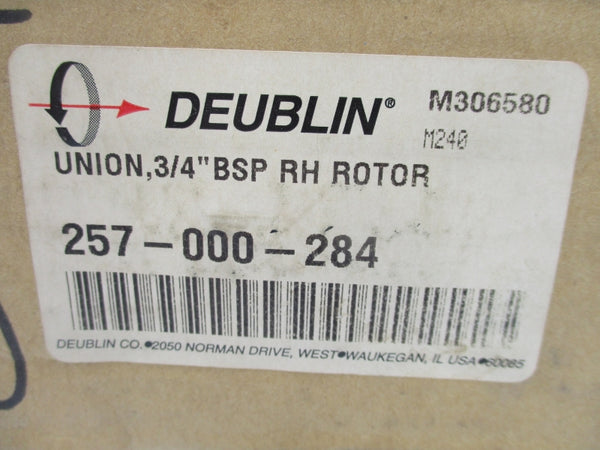 DEUBLIN® M306580
M240
UNION,3/4"BSP RH ROTOR
257-000-284
DEUBLIN CO.•2050 NORMAN DRIVE, WEST•WAUKEGAN, IL USA•60085